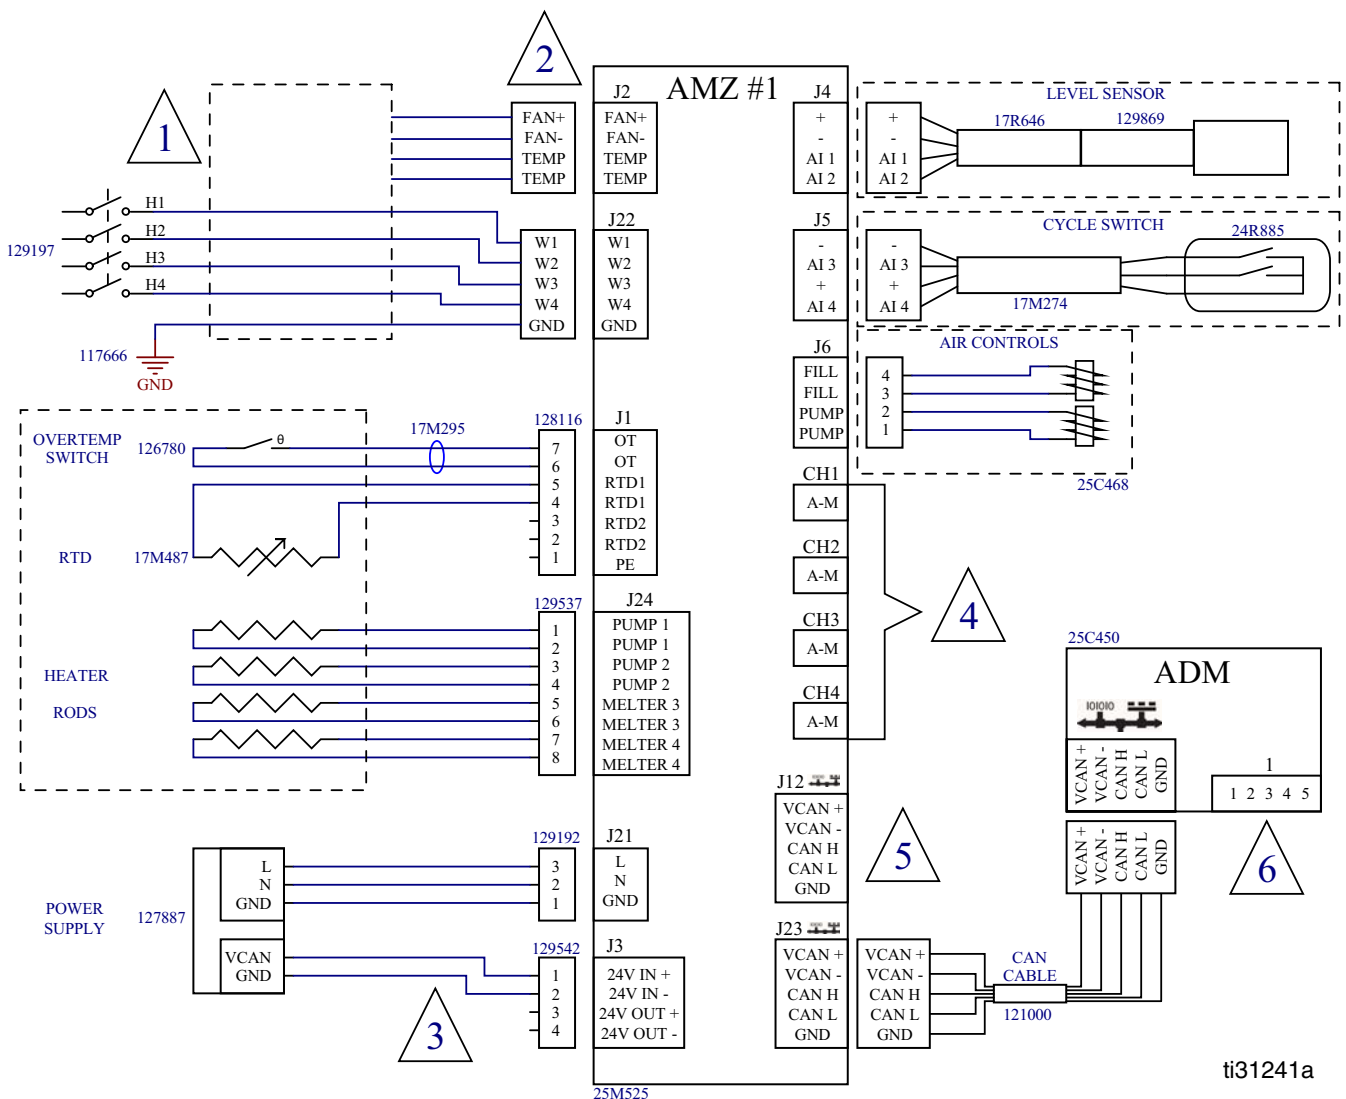 1
2
AMZ #1
H1
H2
H3
H4
129197
117666
GND
FAN+
FAN-
TEMP
TEMP
J2
FAN+
FAN-
TEMP
TEMP
W1
W2
W3
W4
GND
J22
W1
W2
W3
W4
GND
J4
+
-
AI 1
AI 2
+
-
AI 1
AI 2
LEVEL SENSOR
17R646
129869
J5
-
AI 3
+
AI 4
-
AI 3
+
AI 4
CYCLE SWITCH
24R885
17M274
J6
FILL
FILL
PUMP
PUMP
4
3
2
1
AIR CONTROLS
25C468
OVERTEMP
SWITCH
126780
θ
17M295
128116
7
6
5
4
3
2
1
J1
OT
OT
RTD1
RTD1
RTD2
RTD2
PE
RTD
17M487
CH1
A-M
CH2
A-M
CH3
A-M
CH4
A-M
4
HEATER
RODS
129537
1
2
3
4
5
6
7
8
J24
PUMP 1
PUMP 1
PUMP 2
PUMP 2
MELTER 3
MELTER 3
MELTER 4
MELTER 4
25C450
ADM
101010
VCAN +
VCAN -
CAN H
CAN L
GND
1
1 2 3 4 5
VCAN +
VCAN -
CAN H
CAN L
GND
6
J12
VCAN +
VCAN -
CAN H
CAN L
GND
5
POWER
SUPPLY
127887
L
N
GND
VCAN
GND
129192
3
2
1
J21
L
N
GND
129542
1
2
3
4
J3
24V IN +
24V IN -
24V OUT +
24V OUT -
3
J23
VCAN +
VCAN -
CAN H
CAN L
GND
VCAN +
VCAN -
CAN H
CAN L
GND
CAN
CABLE
121000
25M525
ti31241a